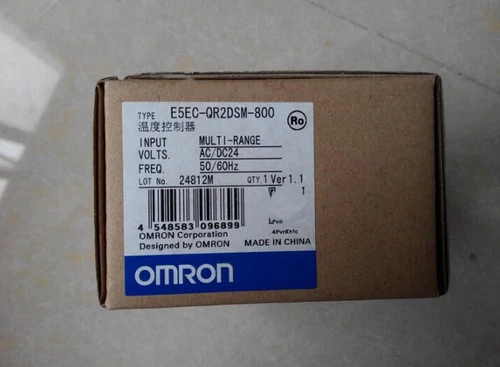 TYPE E5EC-QR2DSM-800
温度控制器 Ro
INPUT MULTI-RANGE
VOLTS. AC/DC24
FREQ. 50/60Hz
LOT No. 24812M QTY.1 Ver1.1
1
4 548583 096899
OMRON Corporation
Designed by OMRON MADE IN CHINA
OMRON